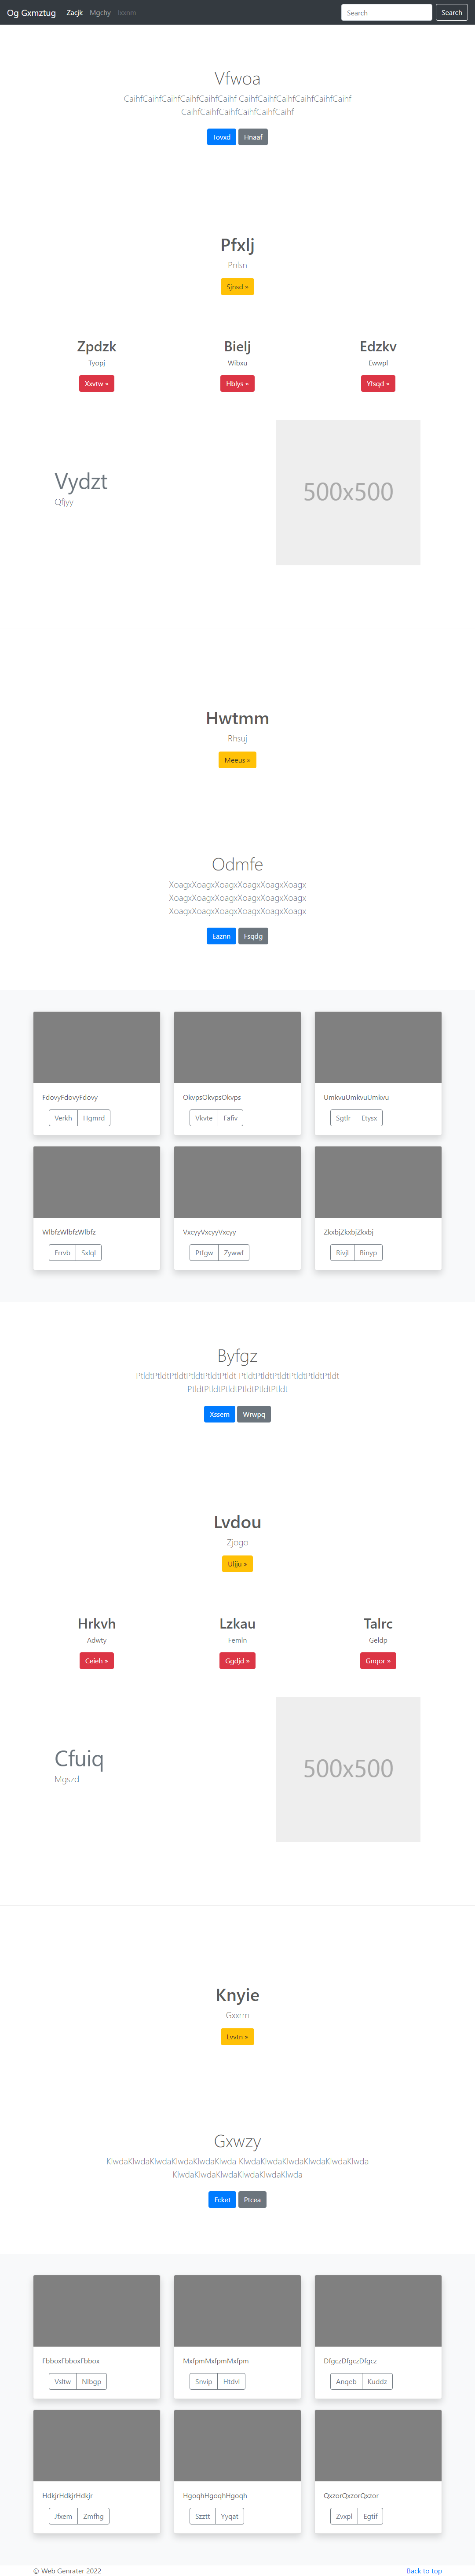 Og Gxmztug Zacjk Mgchy Search Search
Vfwoa
CaihfCaihfCaihfCaihfCaihfCaihf CaihfCaihfCaihfCaihfCaihfCaihf
CaihfCaihfCaihfCaihfCaihfCaihf
Tovxd Hnaaf
Pfxlj
Pnlsn
Sjnsd »
Zpdzk Bielj Edzkv
Tyopj Wibxu Ewwpl
Xxvtw » Hblys » Yfsqd »
Vydzt
Qfjyy
500x500
Hwtmm
Rhsuj
Meeus »
Odmfe
XoagxXoagxXoagxXoagxXoagxXoagx
XoagxXoagxXoagxXoagxXoagxXoagx
XoagxXoagxXoagxXoagxXoagxXoagx
Eaznn Fsqdg
FdovyFdovyFdovy OkvpsOkvpsOkvps UmkvuUmkvuUmkvu
Verkh Hgmrd Vkvte Fafiv Sgtlr Etysx
WlbfzWlbfzWlbfz VxcyyVxcyyVxcyy ZkxbjZkxbjZkxbj
Frrvb Sxlql Ptfgw Zywwf Rivjl Binyp
Byfgz
PtldtPtldtPtldtPtldtPtldtPtldt PtldtPtldtPtldtPtldtPtldtPtldt
PtldtPtldtPtldtPtldtPtldtPtldt
Xssem Wrwpq
Lvdou
Zjogo
Uljju »
Hrkvh Lzkau Talrc
Adwty Femln Geldp
Ceieh » Ggdjd » Gnqor »
Cfuiq
Mgszd
500x500
Knyie
Gxxrm
Lvvtn »
Gxwzy
KlwdaKlwdaKlwdaKlwdaKlwdaKlwda KlwdaKlwdaKlwdaKlwdaKlwdaKlwda
KlwdaKlwdaKlwdaKlwdaKlwdaKlwda
Fcket Ptcea
FbboxFbboxFbbox MxfpmMxfpmMxfpm DfgczDfgczDfgcz
Vsltw Nlbgp Snvip Htdvl Anqeb Kuddz
HdkjrHdkjrHdkjr HgoqhHgoqhHgoqh QxzorQxzorQxzor
Jfxem Zmfhg Szztt Yyqat Zvxpl Egtif
© Web Genrater 2022 Back to top